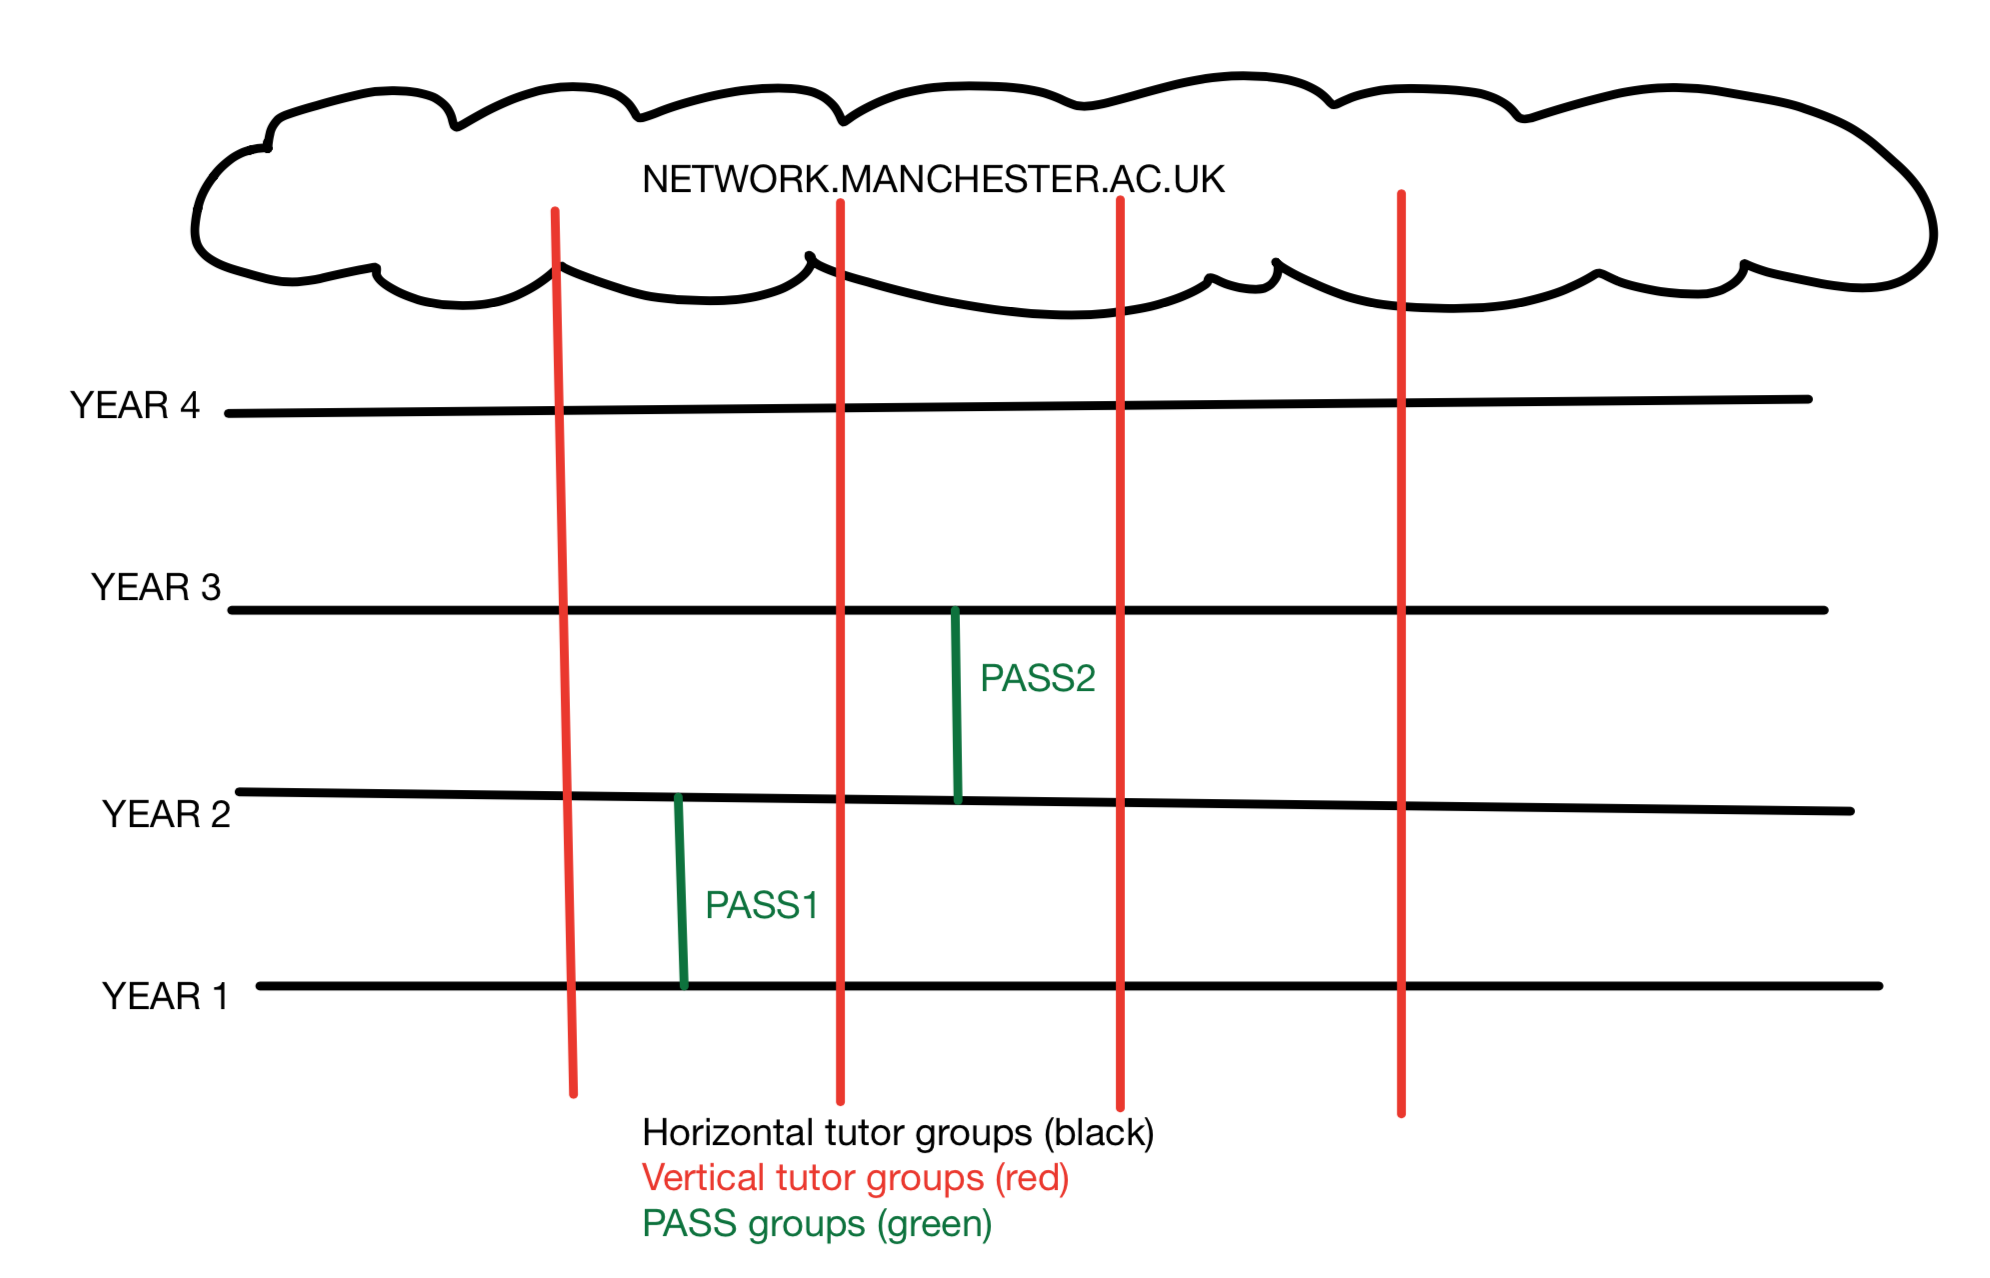 NETWORK.MANCHESTER.AC.UK
YEAR 4
YEAR 3
PASS2
YEAR 2
PASS1
YEAR 1
Horizontal tutor groups (black)
Vertical tutor groups (red)
PASS groups (green)